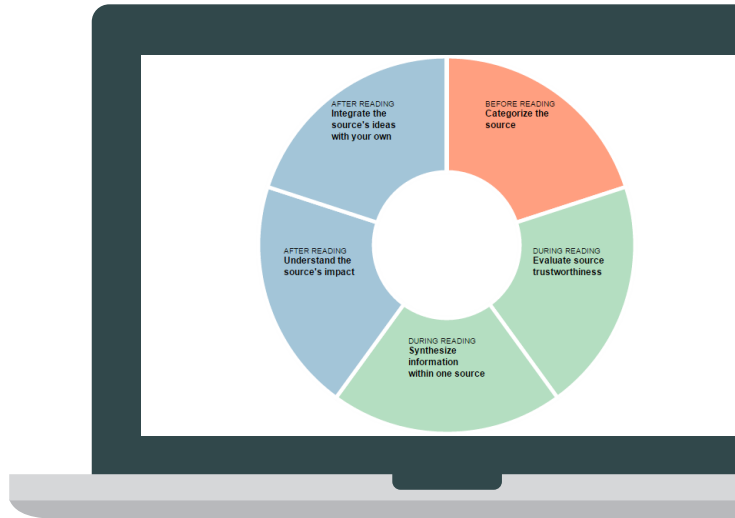 BEFORE READING
Categorize the
source
DURING READING
Evaluate source
trustworthiness
DURING READING
Synthesize
information
within one source
AFTER READING
Understand the
source's impact
AFTER READING
Integrate the
source's ideas
with your own